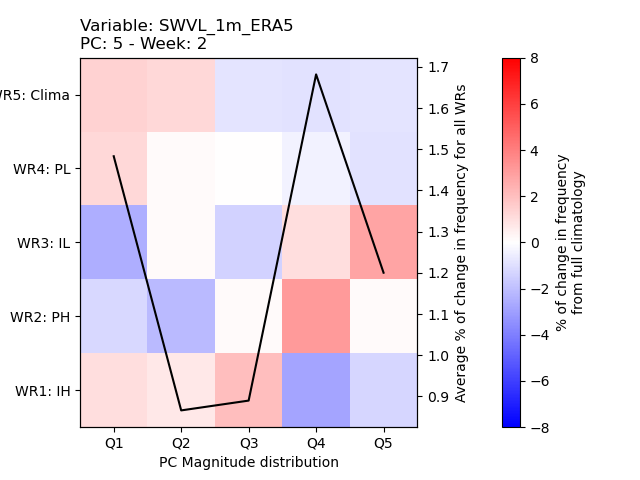 Variable: SWVL_1m_ERA5
PC: 5 - Week: 2
WR5: Clima
WR4: PL
WR3: IL
WR2: PH
WR1: IH
Q1 Q2 Q3 Q4 Q5
PC Magnitude distribution
1.7
1.6
1.5
1.4
1.3
1.2
1.1
1.0
0.9
Average % of change in frequency for all WRs
8
6
4
2
0
−2
−4
−6
−8
% of change in frequency
from full climatology